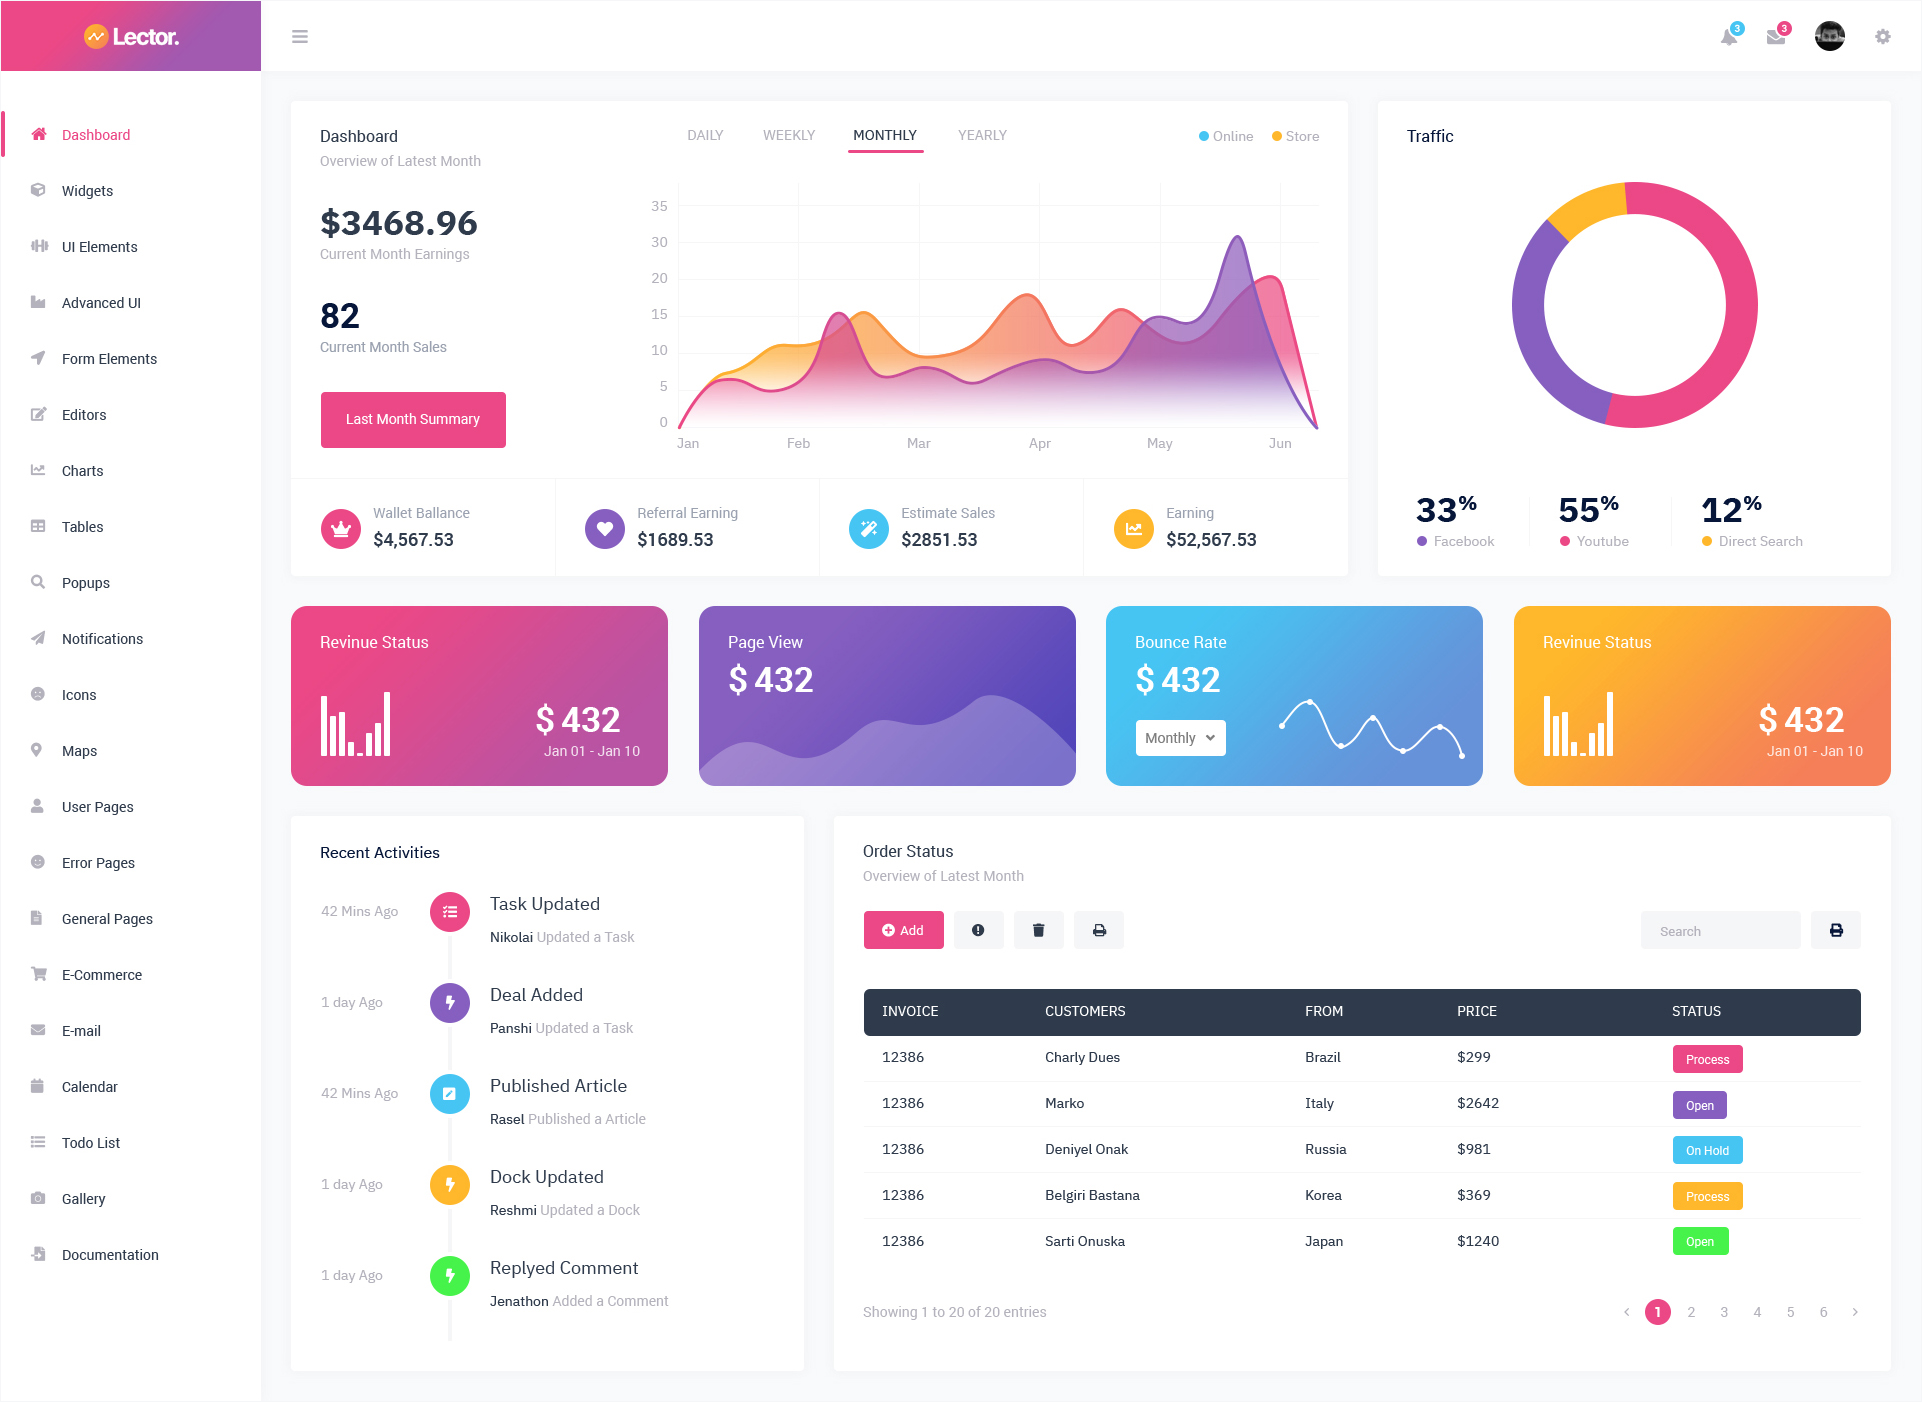 Lector.
3
3
Dashboard
Widgets
UI Elements
Advanced UI
Form Elements
Editors
Charts
Tables
Popups
Notifications
Icons
Maps
User Pages
Error Pages
General Pages
E-Commerce
E-mail
Calendar
Todo List
Gallery
Documentation
Dashboard
Overview of Latest Month
DAILY WEEKLY MONTHLY YEARLY
Online Store
$3468.96
Current Month Earnings
82
Current Month Sales
Last Month Summary
35
30
20
15
10
5
0
Jan Feb Mar Apr May Jun
Wallet Ballance
$4,567.53
Referral Earning
$1689.53
Estimate Sales
$2851.53
Earning
$52,567.53
Traffic
33%
Facebook
55%
Youtube
12%
Direct Search
Revinue Status
$ 432
Jan 01 - Jan 10
Page View
$ 432
Bounce Rate
$ 432
Monthly
Revinue Status
$ 432
Jan 01 - Jan 10
Recent Activities
42 Mins Ago
Task Updated
Nikolai Updated a Task
1 day Ago
Deal Added
Panshi Updated a Task
42 Mins Ago
Published Article
Rasel Published a Article
1 day Ago
Dock Updated
Reshmi Updated a Dock
1 day Ago
Replyed Comment
Jenathon Added a Comment
Order Status
Overview of Latest Month
Add
Search
INVOICE CUSTOMERS FROM PRICE STATUS
12386 Charly Dues Brazil $299 Process
12386 Marko Italy $2642 Open
12386 Deniyel Onak Russia $981 On Hold
12386 Belgiri Bastana Korea $369 Process
12386 Sarti Onuska Japan $1240 Open
Showing 1 to 20 of 20 entries
< 1 2 3 4 5 6 >